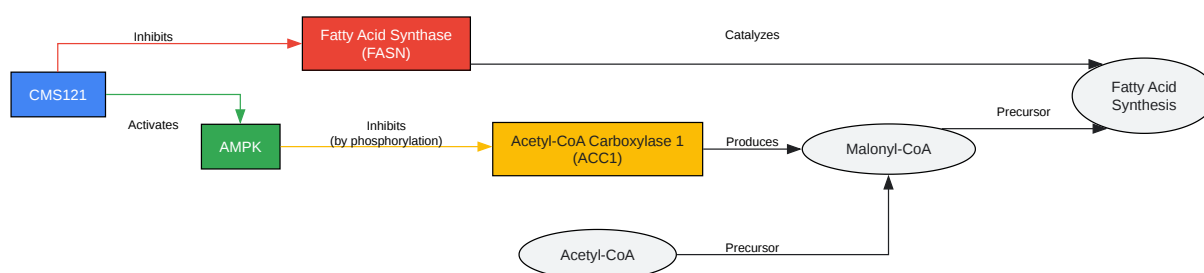 Inhibits
Fatty Acid Synthase
(FASN)
Catalyzes
CMS121
Fatty Acid
Synthesis
Activates
AMPK
Inhibits
(by phosphorylation)
Acetyl-CoA Carboxylase 1
(ACC1)
Produces
Malonyl-CoA
Precursor
Acetyl-CoA
Precursor